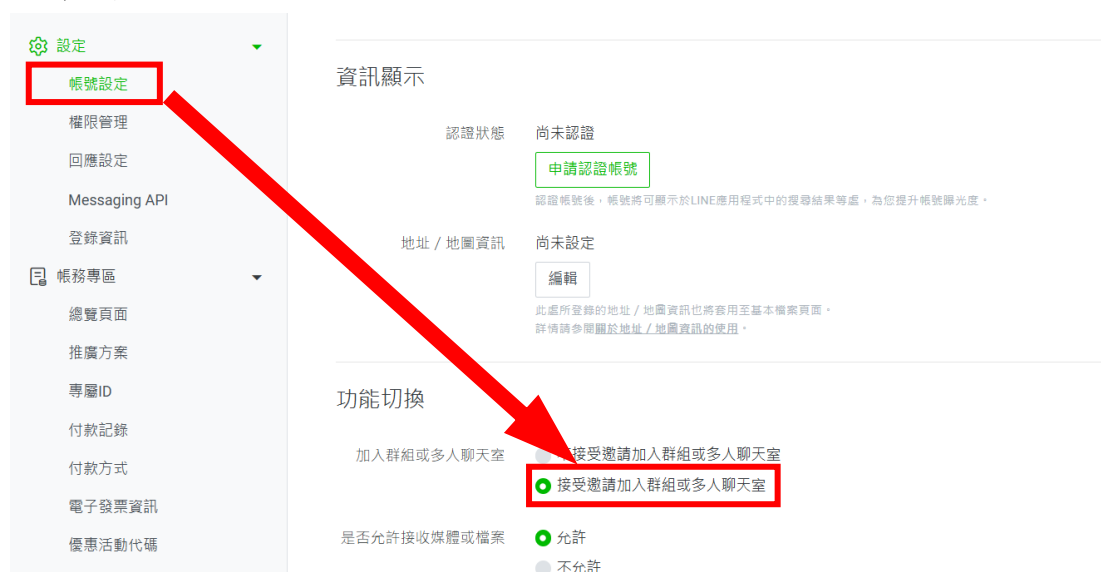 設定
帳號設定
權限管理
回應設定
Messaging API
登錄資訊
帳務專區
總覽頁面
推廣方案
專屬ID
付款記錄
付款方式
電子發票資訊
優惠活動代碼
資訊顯示
認證狀態
尚未認證
申請認證帳號
認證帳號後,帳號將可顯示於LINE應用程式中的搜尋結果等處,為您提升帳號曝光度。
地址 / 地圖資訊
尚未設定
編輯
此處所登錄的地址 / 地圖資訊也將套用至基本檔案頁面。
詳情請參閱關於地址 / 地圖資訊的使用。
功能切換
加入群組或多人聊天室
接受邀請加入群組或多人聊天室
接受邀請加入群組或多人聊天室
是否允許接收媒體或檔案
允許
不允許